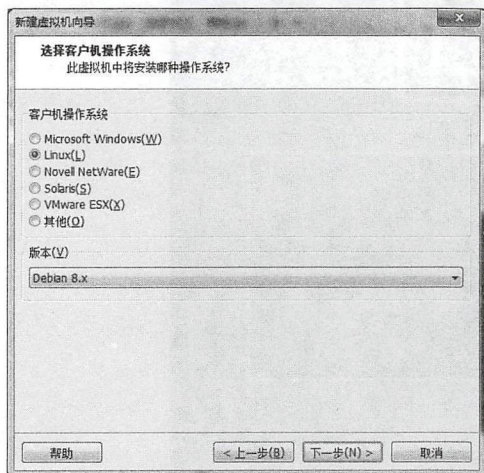 新建虚拟机向导
选择客户机操作系统
此虚拟机中将安装哪种操作系统?
客户机操作系统
Microsoft Windows(W)
Linux(L)
Novell NetWare(E)
Solaris(S)
VMware ESX(X)
其他(O)
版本(V)
Debian 8.x
帮助 < 上一步(B) 下一步(N) > 取消